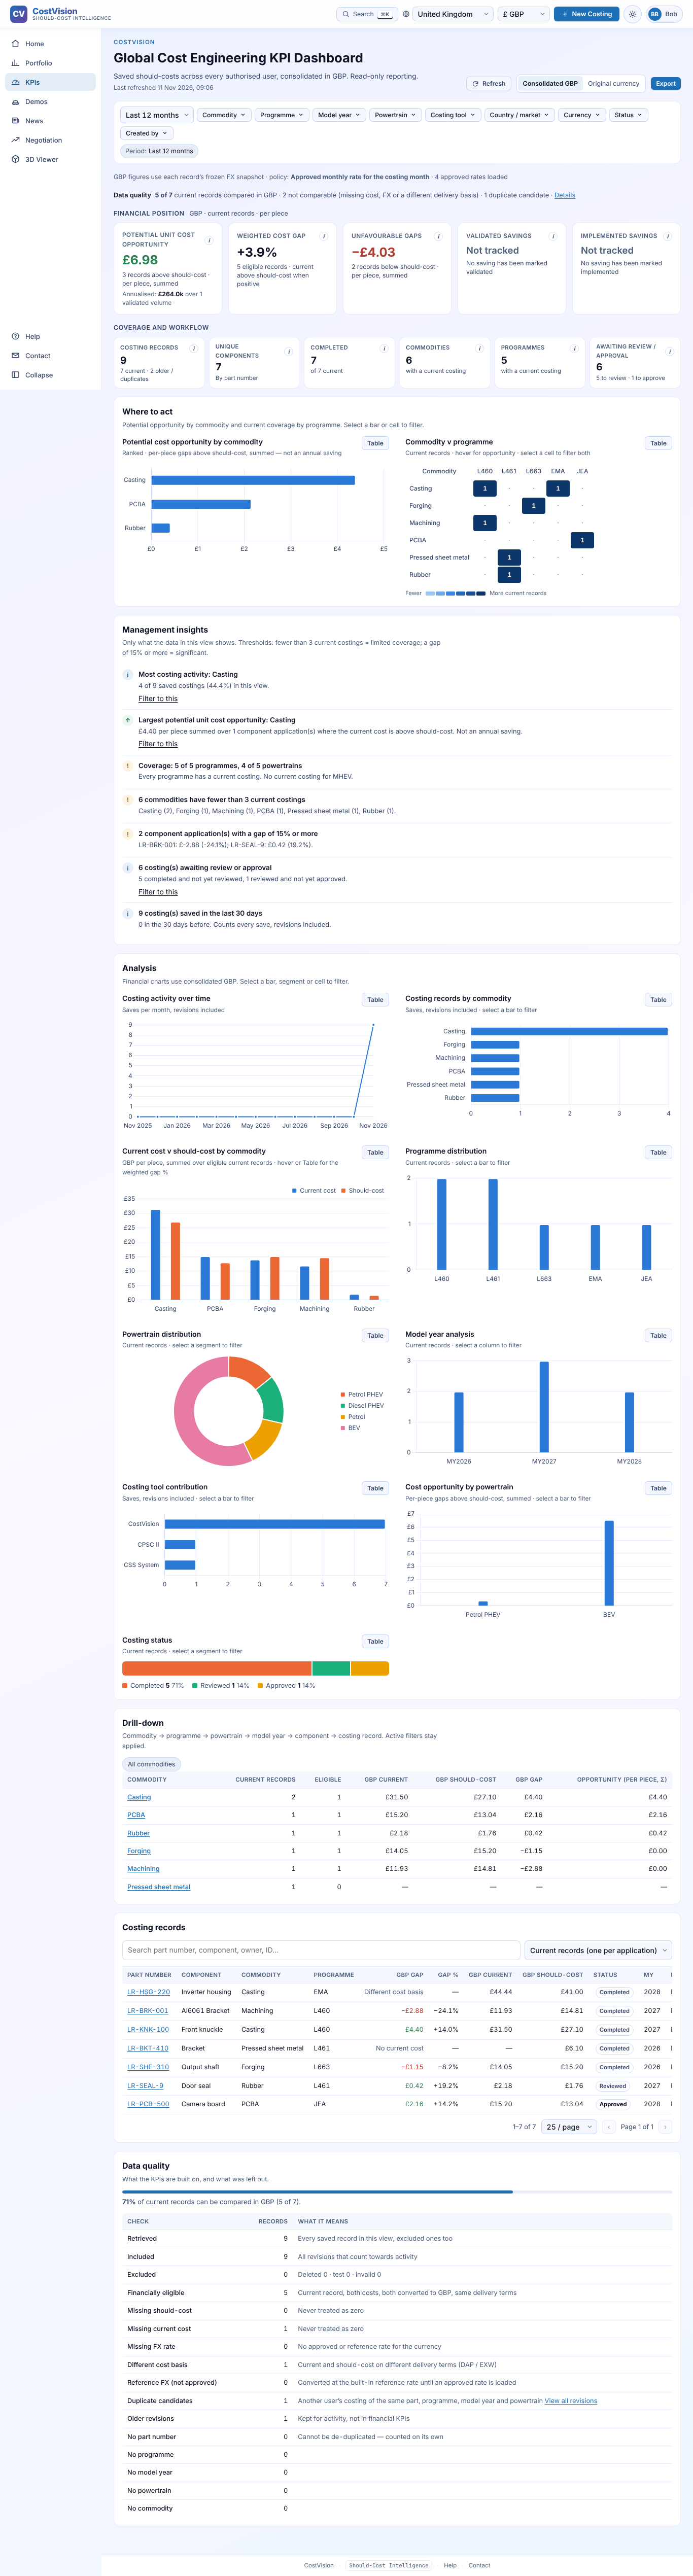 CV CostVision
SHOULD-COST INTELLIGENCE
Search ⌘K
United Kingdom
£ GBP
+ New Costing
BB Bob
Home
Portfolio
KPIs
Demos
News
Negotiation
3D Viewer
Help
Contact
Collapse
COSTVISION
Global Cost Engineering KPI Dashboard
Saved should-costs across every authorised user, consolidated in GBP. Read-only reporting.
Last refreshed 11 Nov 2026, 09:06
Refresh
Consolidated GBP
Original currency
Export
Last 12 months
Commodity
Programme
Model year
Powertrain
Costing tool
Country / market
Currency
Status
Created by
Period: Last 12 months
GBP figures use each record's frozen FX snapshot · policy: Approved monthly rate for the costing month · 4 approved rates loaded
Data quality 5 of 7 current records compared in GBP · 2 not comparable (missing cost, FX or a different delivery basis) · 1 duplicate candidate · Details
FINANCIAL POSITION GBP · current records · per piece
POTENTIAL UNIT COST OPPORTUNITY
£6.98
3 records above should-cost · per piece, summed
Annualised: £264.0k over 1 validated volume
WEIGHTED COST GAP
+3.9%
5 eligible records · current above should-cost when positive
UNFAVOURABLE GAPS
−£4.03
2 records below should-cost · per piece, summed
VALIDATED SAVINGS
Not tracked
No saving has been marked validated
IMPLEMENTED SAVINGS
Not tracked
No saving has been marked implemented
COVERAGE AND WORKFLOW
COSTING RECORDS
9
7 current · 2 older / duplicates
UNIQUE COMPONENTS
7
By part number
COMPLETED
7
of 7 current
COMMODITIES
6
with a current costing
PROGRAMMES
5
with a current costing
AWAITING REVIEW / APPROVAL
6
5 to review · 1 to approve
Where to act
Potential opportunity by commodity and current coverage by programme. Select a bar or cell to filter.
Potential cost opportunity by commodity
Table
Ranked · per-piece gaps above should-cost, summed — not an annual saving
Casting
PCBA
Rubber
£0 £1 £2 £3 £4 £5
Commodity v programme
Table
Current records · hover for opportunity · select a cell to filter both
Commodity L460 L461 L663 EMA JEA
Casting 1 · · 1 ·
Forging · · 1 · ·
Machining 1 · · · ·
PCBA · · · · 1
Pressed sheet metal · 1 · · ·
Rubber · 1 · · ·
Fewer More current records
Management insights
Only what the data in this view shows. Thresholds: fewer than 3 current costings = limited coverage; a gap
of 15% or more = significant.
Most costing activity: Casting
4 of 9 saved costings (44.4%) in this view.
Filter to this
Largest potential unit cost opportunity: Casting
£4.40 per piece summed over 1 component application(s) where the current cost is above should-cost. Not an annual saving.
Filter to this
Coverage: 5 of 5 programmes, 4 of 5 powertrains
Every programme has a current costing. No current costing for MHEV.
6 commodities have fewer than 3 current costings
Casting (2), Forging (1), Machining (1), PCBA (1), Pressed sheet metal (1), Rubber (1).
2 component application(s) with a gap of 15% or more
LR-BRK-001: £-2.88 (-24.1%); LR-SEAL-9: £0.42 (19.2%).
6 costing(s) awaiting review or approval
5 completed and not yet reviewed, 1 reviewed and not yet approved.
Filter to this
9 costing(s) saved in the last 30 days
0 in the 30 days before. Counts every save, revisions included.
Analysis
Financial charts use consolidated GBP. Select a bar, segment or cell to filter.
Costing activity over time
Table
Saves per month, revisions included
9
8
7
6
5
4
3
2
1
0
Nov 2025 Jan 2026 Mar 2026 May 2026 Jul 2026 Sep 2026 Nov 2026
Costing records by commodity
Table
Saves, revisions included · select a bar to filter
Casting
Forging
Machining
PCBA
Pressed sheet metal
Rubber
0 1 2 3 4
Current cost v should-cost by commodity
Table
GBP per piece, summed over eligible current records · hover or Table for the
weighted gap %
Current cost Should-cost
£35
£30
£25
£20
£15
£10
£5
£0
Casting PCBA Forging Machining Rubber
Programme distribution
Table
Current records · select a bar to filter
2
1
0
L460 L461 L663 EMA JEA
Powertrain distribution
Table
Current records · select a segment to filter
Petrol PHEV
Diesel PHEV
Petrol
BEV
Model year analysis
Table
Current records · select a column to filter
3
2
1
0
MY2026 MY2027 MY2028
Costing tool contribution
Table
Saves, revisions included · select a bar to filter
CostVision
CPSC II
CSS System
0 1 2 3 4 5 6 7
Cost opportunity by powertrain
Table
Per-piece gaps above should-cost, summed · select a bar to filter
£7
£6
£5
£4
£3
£2
£1
£0
Petrol PHEV BEV
Costing status
Table
Current records · select a segment to filter
Completed 5 71% Reviewed 1 14% Approved 1 14%
Drill-down
Commodity → programme → powertrain → model year → component → costing record. Active filters stay
applied.
All commodities
COMMODITY CURRENT RECORDS ELIGIBLE GBP CURRENT GBP SHOULD-COST GBP GAP OPPORTUNITY (PER PIECE, Σ)
Casting 2 1 £31.50 £27.10 £4.40 £4.40
PCBA 1 1 £15.20 £13.04 £2.16 £2.16
Rubber 1 1 £2.18 £1.76 £0.42 £0.42
Forging 1 1 £14.05 £15.20 −£1.15 £0.00
Machining 1 1 £11.93 £14.81 −£2.88 £0.00
Pressed sheet metal 1 0 — — — —
Costing records
Search part number, component, owner, ID...
Current records (one per application)
PART NUMBER COMPONENT COMMODITY PROGRAMME GBP GAP GAP % GBP CURRENT GBP SHOULD-COST STATUS MY
LR-HSG-220 Inverter housing Casting EMA Different cost basis — £44.44 £41.00 Completed 2028
LR-BRK-001 Al6061 Bracket Machining L460 −£2.88 −24.1% £11.93 £14.81 Completed 2027
LR-KNK-100 Front knuckle Casting L460 £4.40 +14.0% £31.50 £27.10 Completed 2027
LR-BKT-410 Bracket Pressed sheet metal L461 No current cost — — £6.10 Completed 2026
LR-SHF-310 Output shaft Forging L663 −£1.15 −8.2% £14.05 £15.20 Completed 2026
LR-SEAL-9 Door seal Rubber L461 £0.42 +19.2% £2.18 £1.76 Reviewed 2027
LR-PCB-500 Camera board PCBA JEA £2.16 +14.2% £15.20 £13.04 Approved 2028
1–7 of 7 25 / page ‹ Page 1 of 1 ›
Data quality
What the KPIs are built on, and what was left out.
71% of current records can be compared in GBP (5 of 7).
CHECK RECORDS WHAT IT MEANS
Retrieved 9 Every saved record in this view, excluded ones too
Included 9 All revisions that count towards activity
Excluded 0 Deleted 0 · test 0 · invalid 0
Financially eligible 5 Current record, both costs, both converted to GBP, same delivery terms
Missing should-cost 0 Never treated as zero
Missing current cost 1 Never treated as zero
Missing FX rate 0 No approved or reference rate for the currency
Different cost basis 1 Current and should-cost on different delivery terms (DAP / EXW)
Reference FX (not approved) 0 Converted at the built-in reference rate until an approved rate is loaded
Duplicate candidates 1 Another user's costing of the same part, programme, model year and powertrain View all revisions
Older revisions 1 Kept for activity, not in financial KPIs
No part number 0 Cannot be de-duplicated — counted on its own
No programme 0
No model year 0
No powertrain 0
No commodity 0
CostVision Should-Cost Intelligence Help Contact